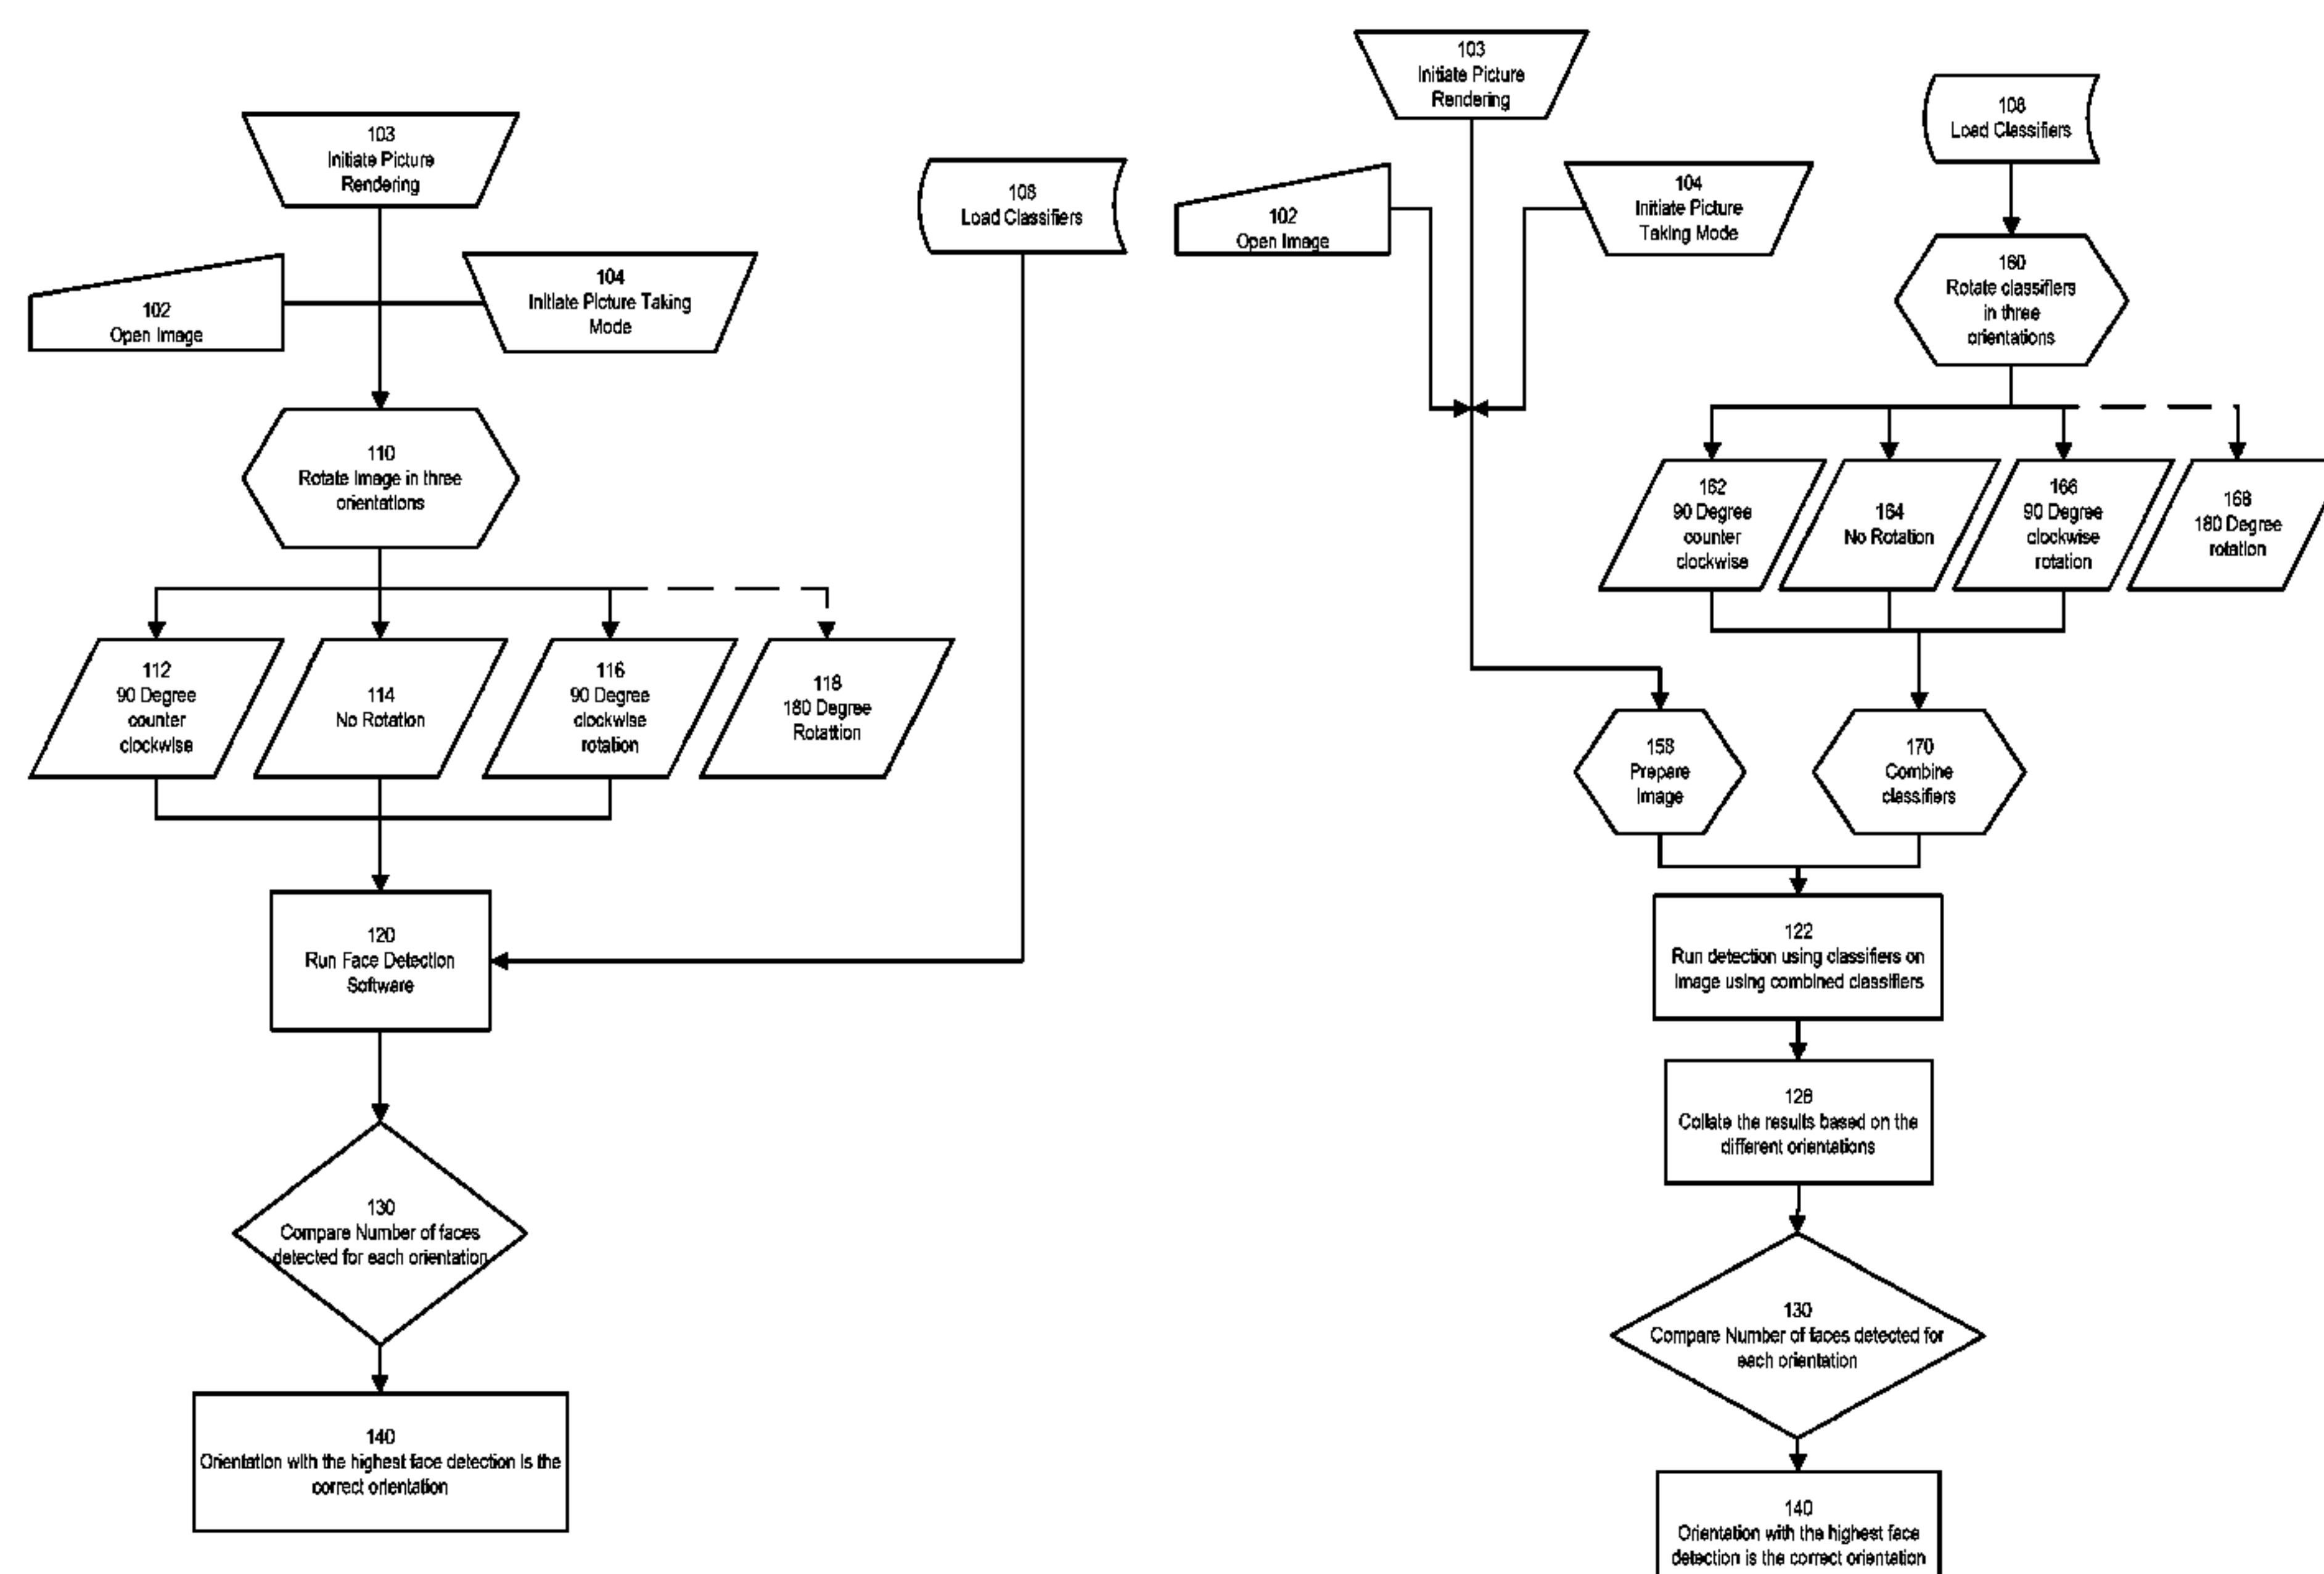 103
Initiate Picture
Rendering
102
Open Image
104
Initiate Picture Taking
Mode
108
Load Classifiers
110
Rotate Image in three
orientations
112
90 Degree
counter
clockwise
114
No Rotation
116
90 Degree
clockwise
rotation
118
180 Degree
Rotattion
120
Run Face Detection
Software
130
Compare Number of faces
detected for each orientation
140
Orientation with the highest face detection is the
correct orientation
103
Initiate Picture
Rendering
102
Open Image
104
Initiate Picture
Taking Mode
108
Load Classifiers
160
Rotate classifiers
in three
orientations
162
90 Degree
counter
clockwise
164
No Rotation
166
90 Degree
clockwise
rotation
168
180 Degree
rotation
158
Prepare
Image
170
Combine
classifiers
122
Run detection using classifiers on
Image using combined classifiers
128
Collate the results based on the
different orientations
130
Compare Number of faces detected for
each orientation
140
Orientation with the highest face
detection is the correct orientation